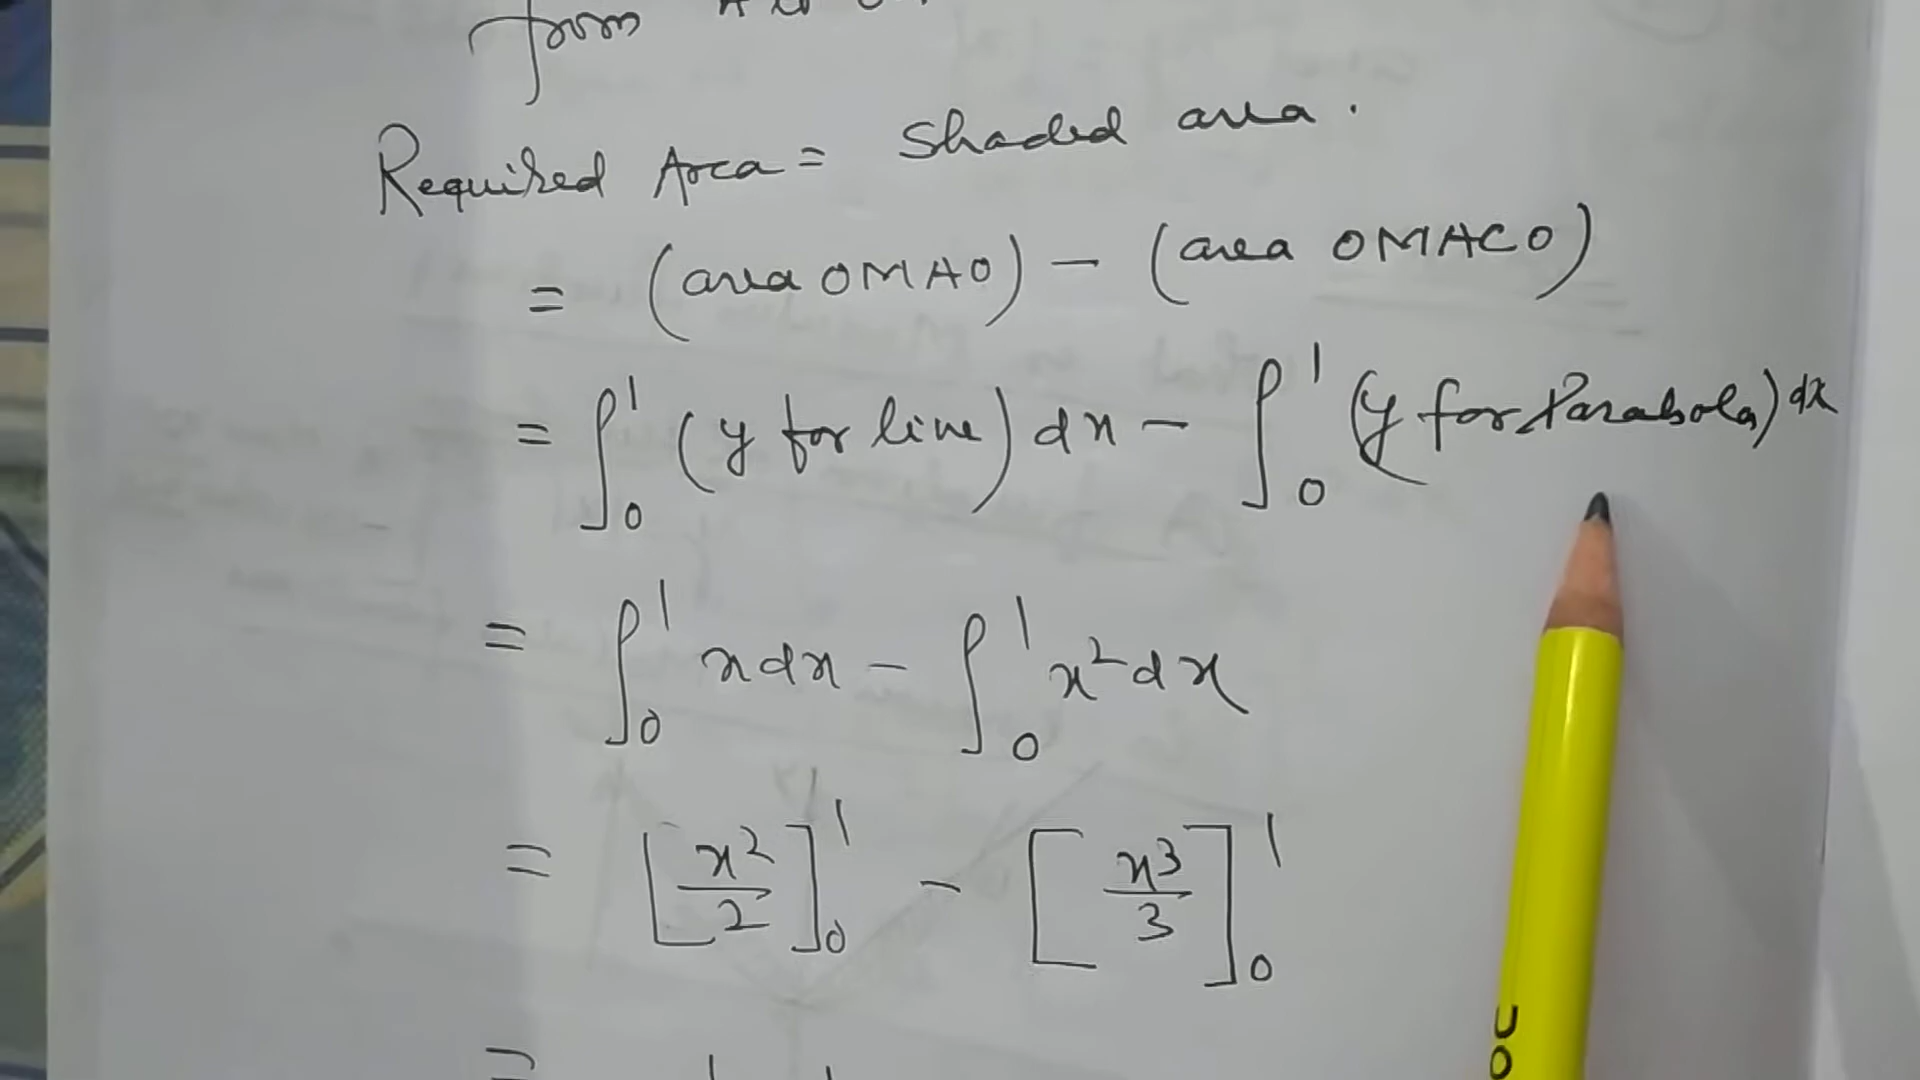 from
Required Area = Shaded area.
= (area OMAO) - (area OMACO)
= ∫₀¹ (y for line) dx - ∫₀¹ (y for Parabola) dx
= ∫₀¹ x dx - ∫₀¹ x² dx
= [x²/2]₀¹ - [x³/3]₀¹
=